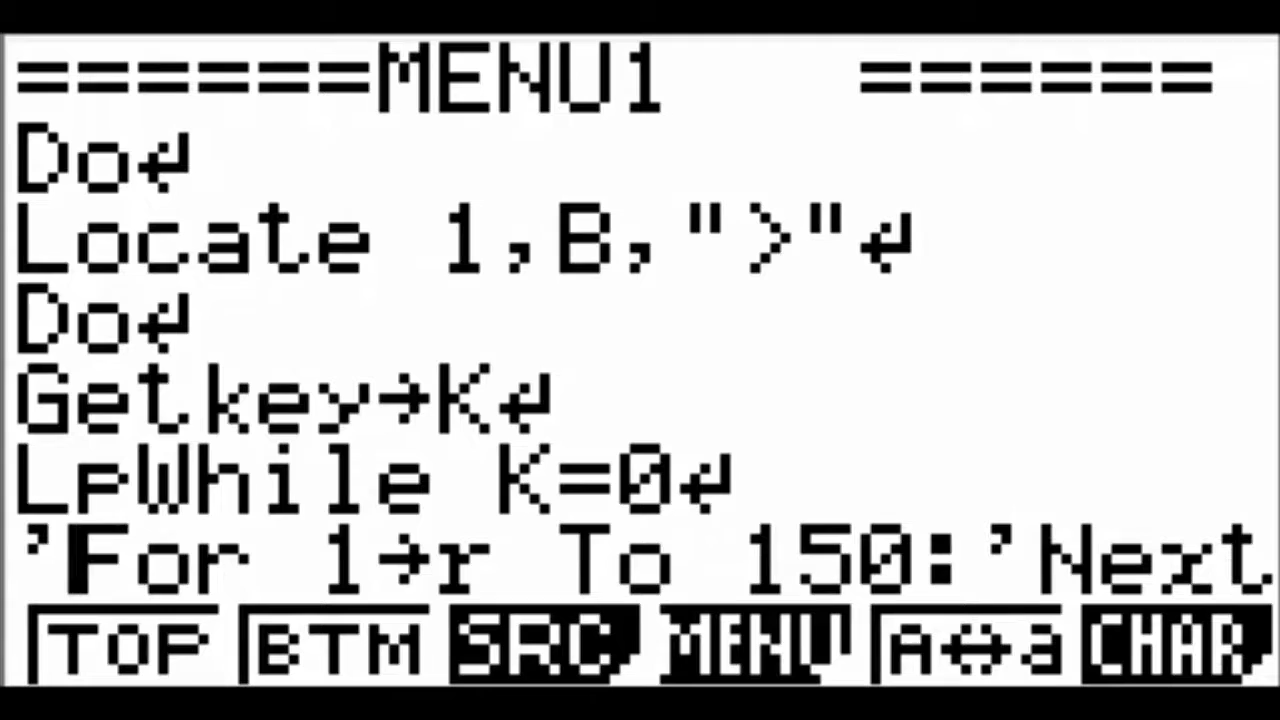 ======MENU1   ======
Do↵
Locate 1,B,">"↵
Do↵
Getkey→K↵
LpWhile K=0↵
'For 1→r To 150:'Next
TOP BTM SRC MENU A↔a CHAR